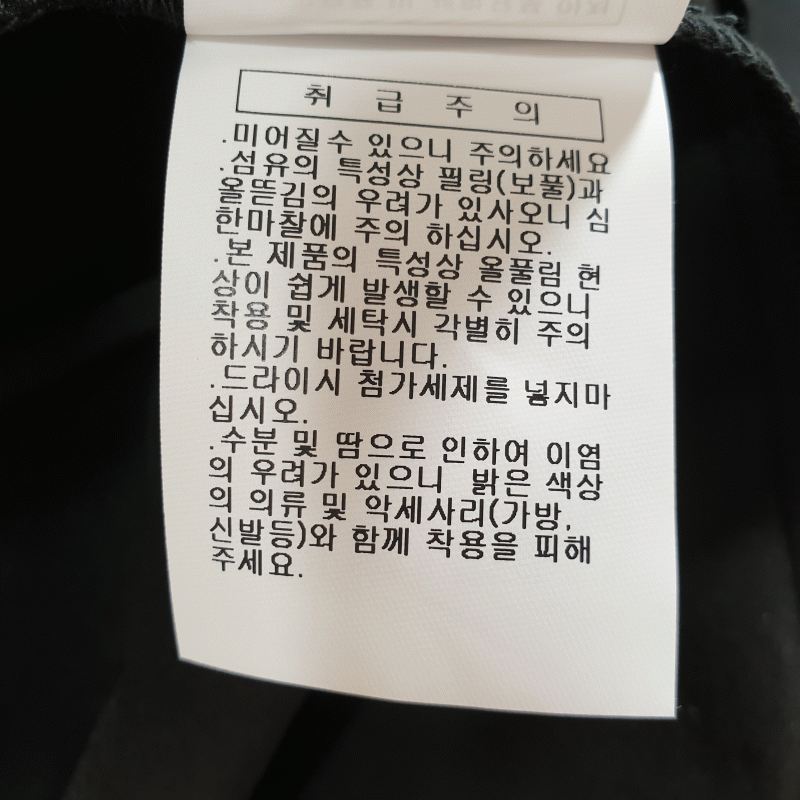 취 급 주 의
.미어질수 있으니 주의하세요
.섬유의 특성상 필링(보풀)과
올뜯김의 우려가 있사오니 심
한마찰에 주의 하십시오.
.본 제품의 특성상 올풀림 현
상이 쉽게 발생할 수 있으니
착용 및 세탁시 각별히 주의
하시기 바랍니다.
.드라이시 첨가세제를 넣지마
십시오.
.수분 및 땀으로 인하여 이염
의 우려가 있으니 밝은 색상
의 의류 및 악세사리(가방,
신발등)와 함께 착용을 피해
주세요.